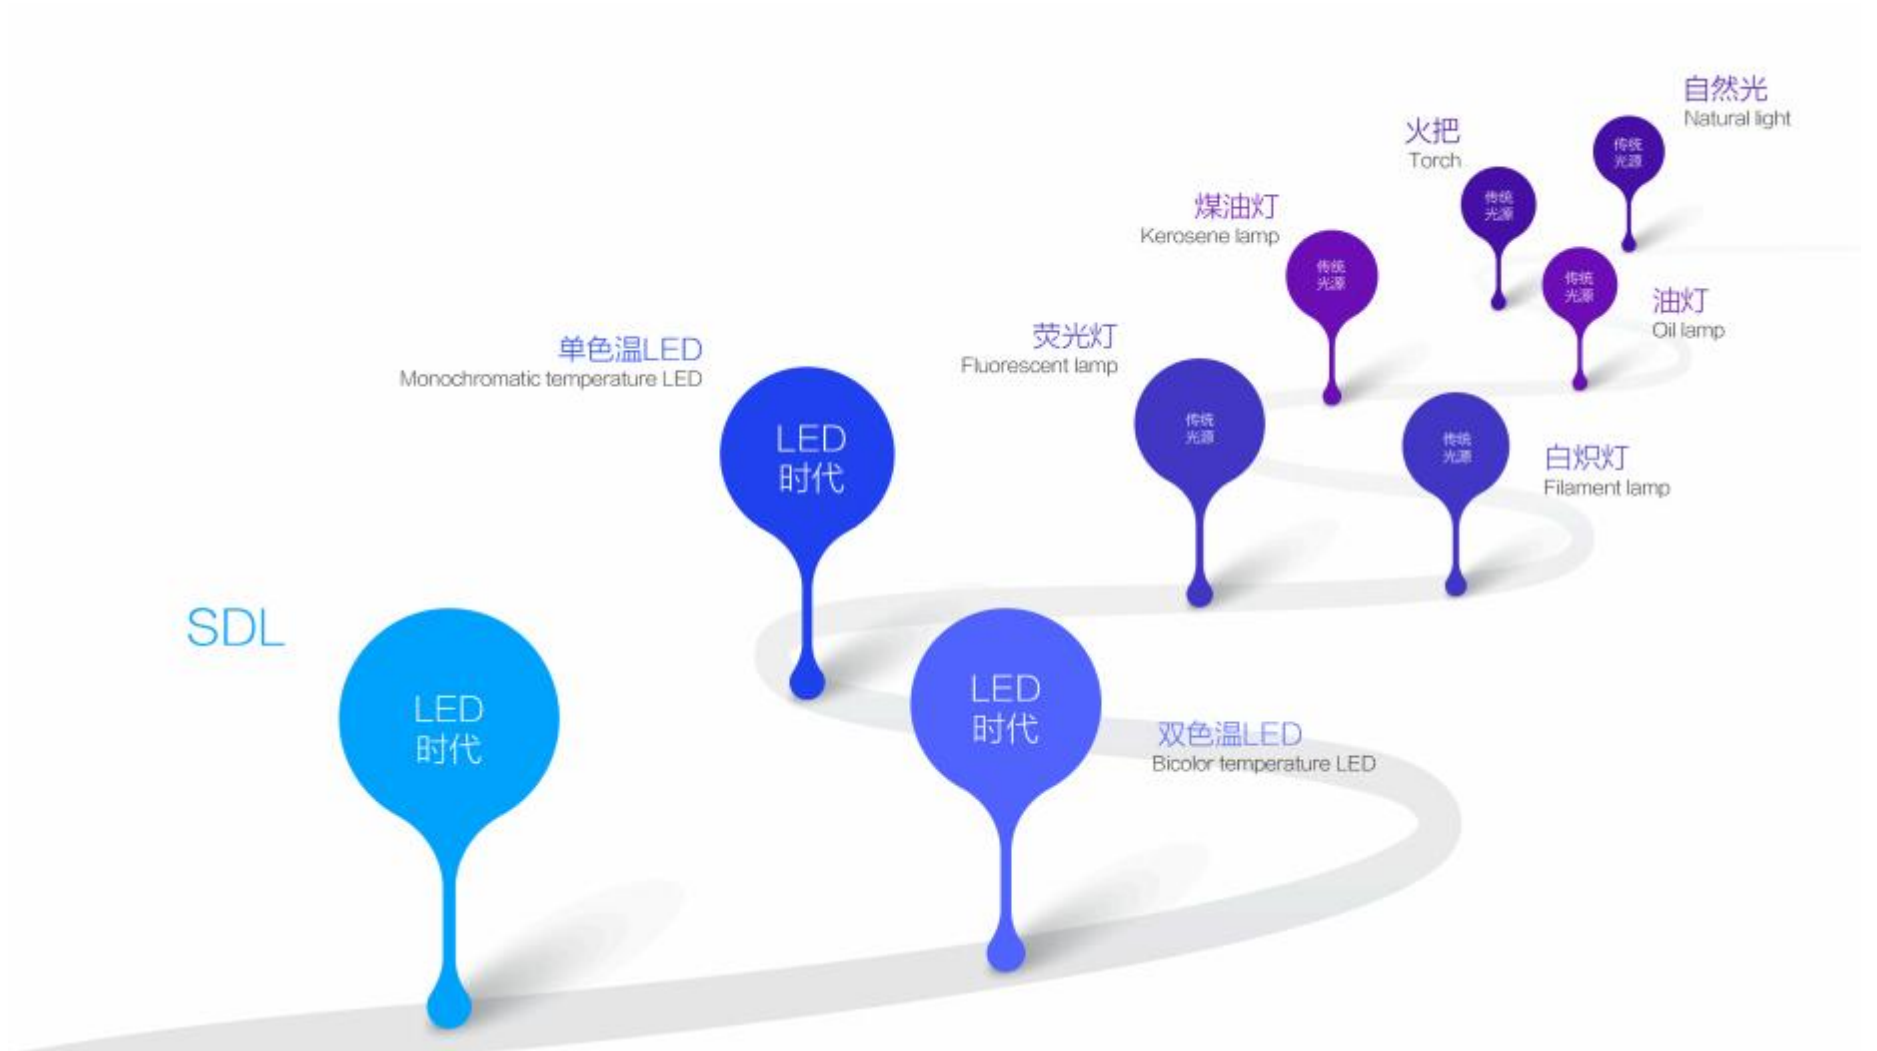 自然光
Natural light
传统
光源
火把
Torch
传统
光源
煤油灯
Kerosene lamp
传统
光源
传统
光源
油灯
Oil lamp
荧光灯
Fluorescent lamp
传统
光源
传统
光源
白炽灯
Filament lamp
单色温LED
Monochromatic temperature LED
LED
时代
SDL
LED
时代
LED
时代
双色温LED
Bicolor temperature LED